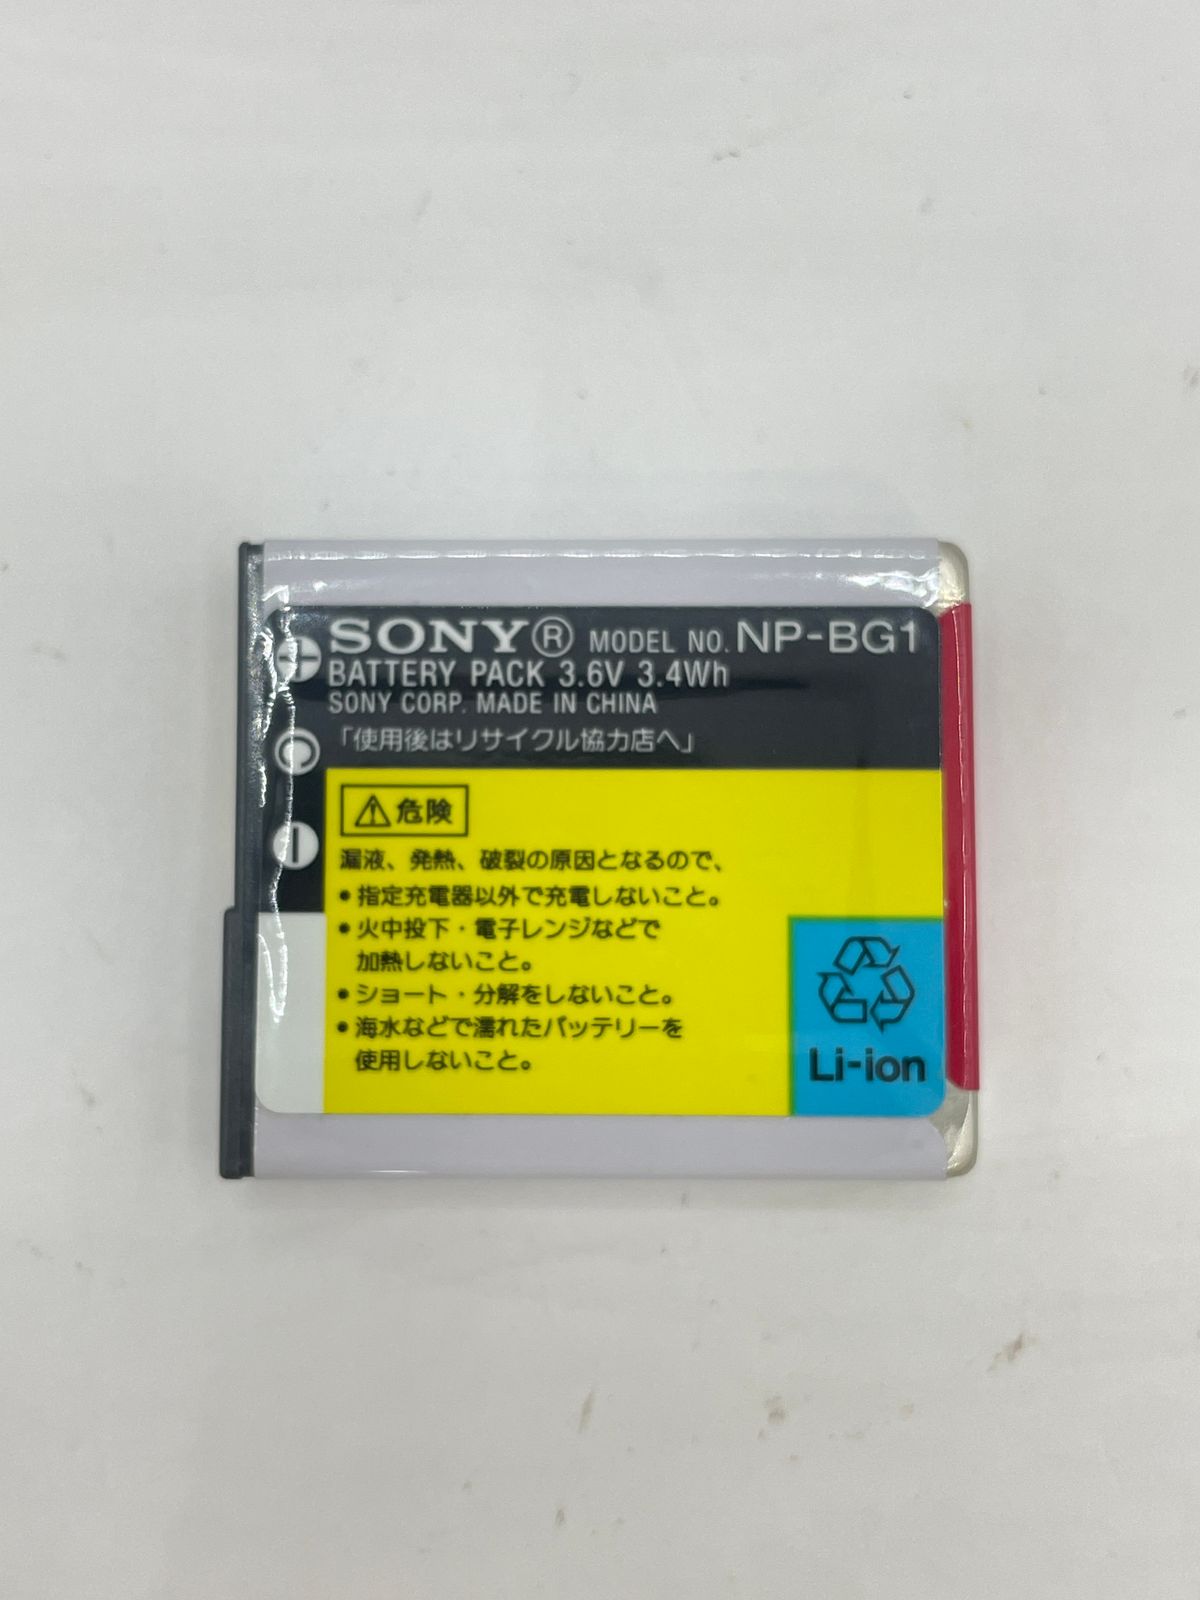 SONY® MODEL NO. NP-BG1
BATTERY PACK 3.6V 3.4Wh
SONY CORP. MADE IN CHINA
「使用後はリサイクル協力店へ」
⚠危険
漏液、発熱、破裂の原因となるので、
•指定充電器以外で充電しないこと。
•火中投下・電子レンジなどで
加熱しないこと。
•ショート・分解をしないこと。
•海水などで濡れたバッテリーを
使用しないこと。
Li-ion